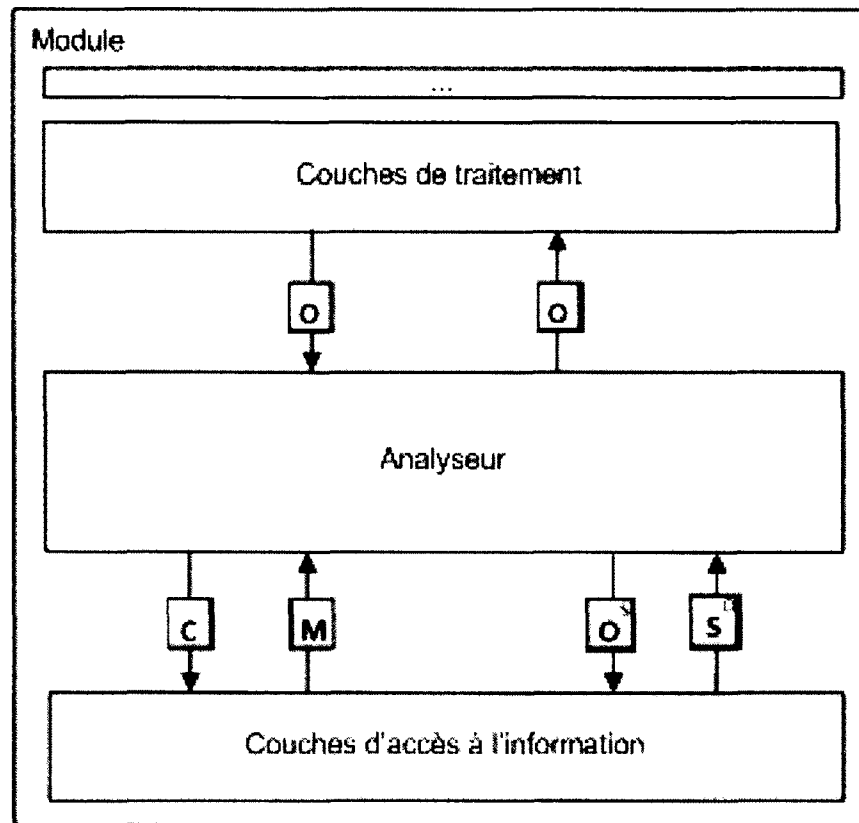 Module
...
Couches de traitement
O O
Analyseur
C M O S
Couches d'accès à l'information